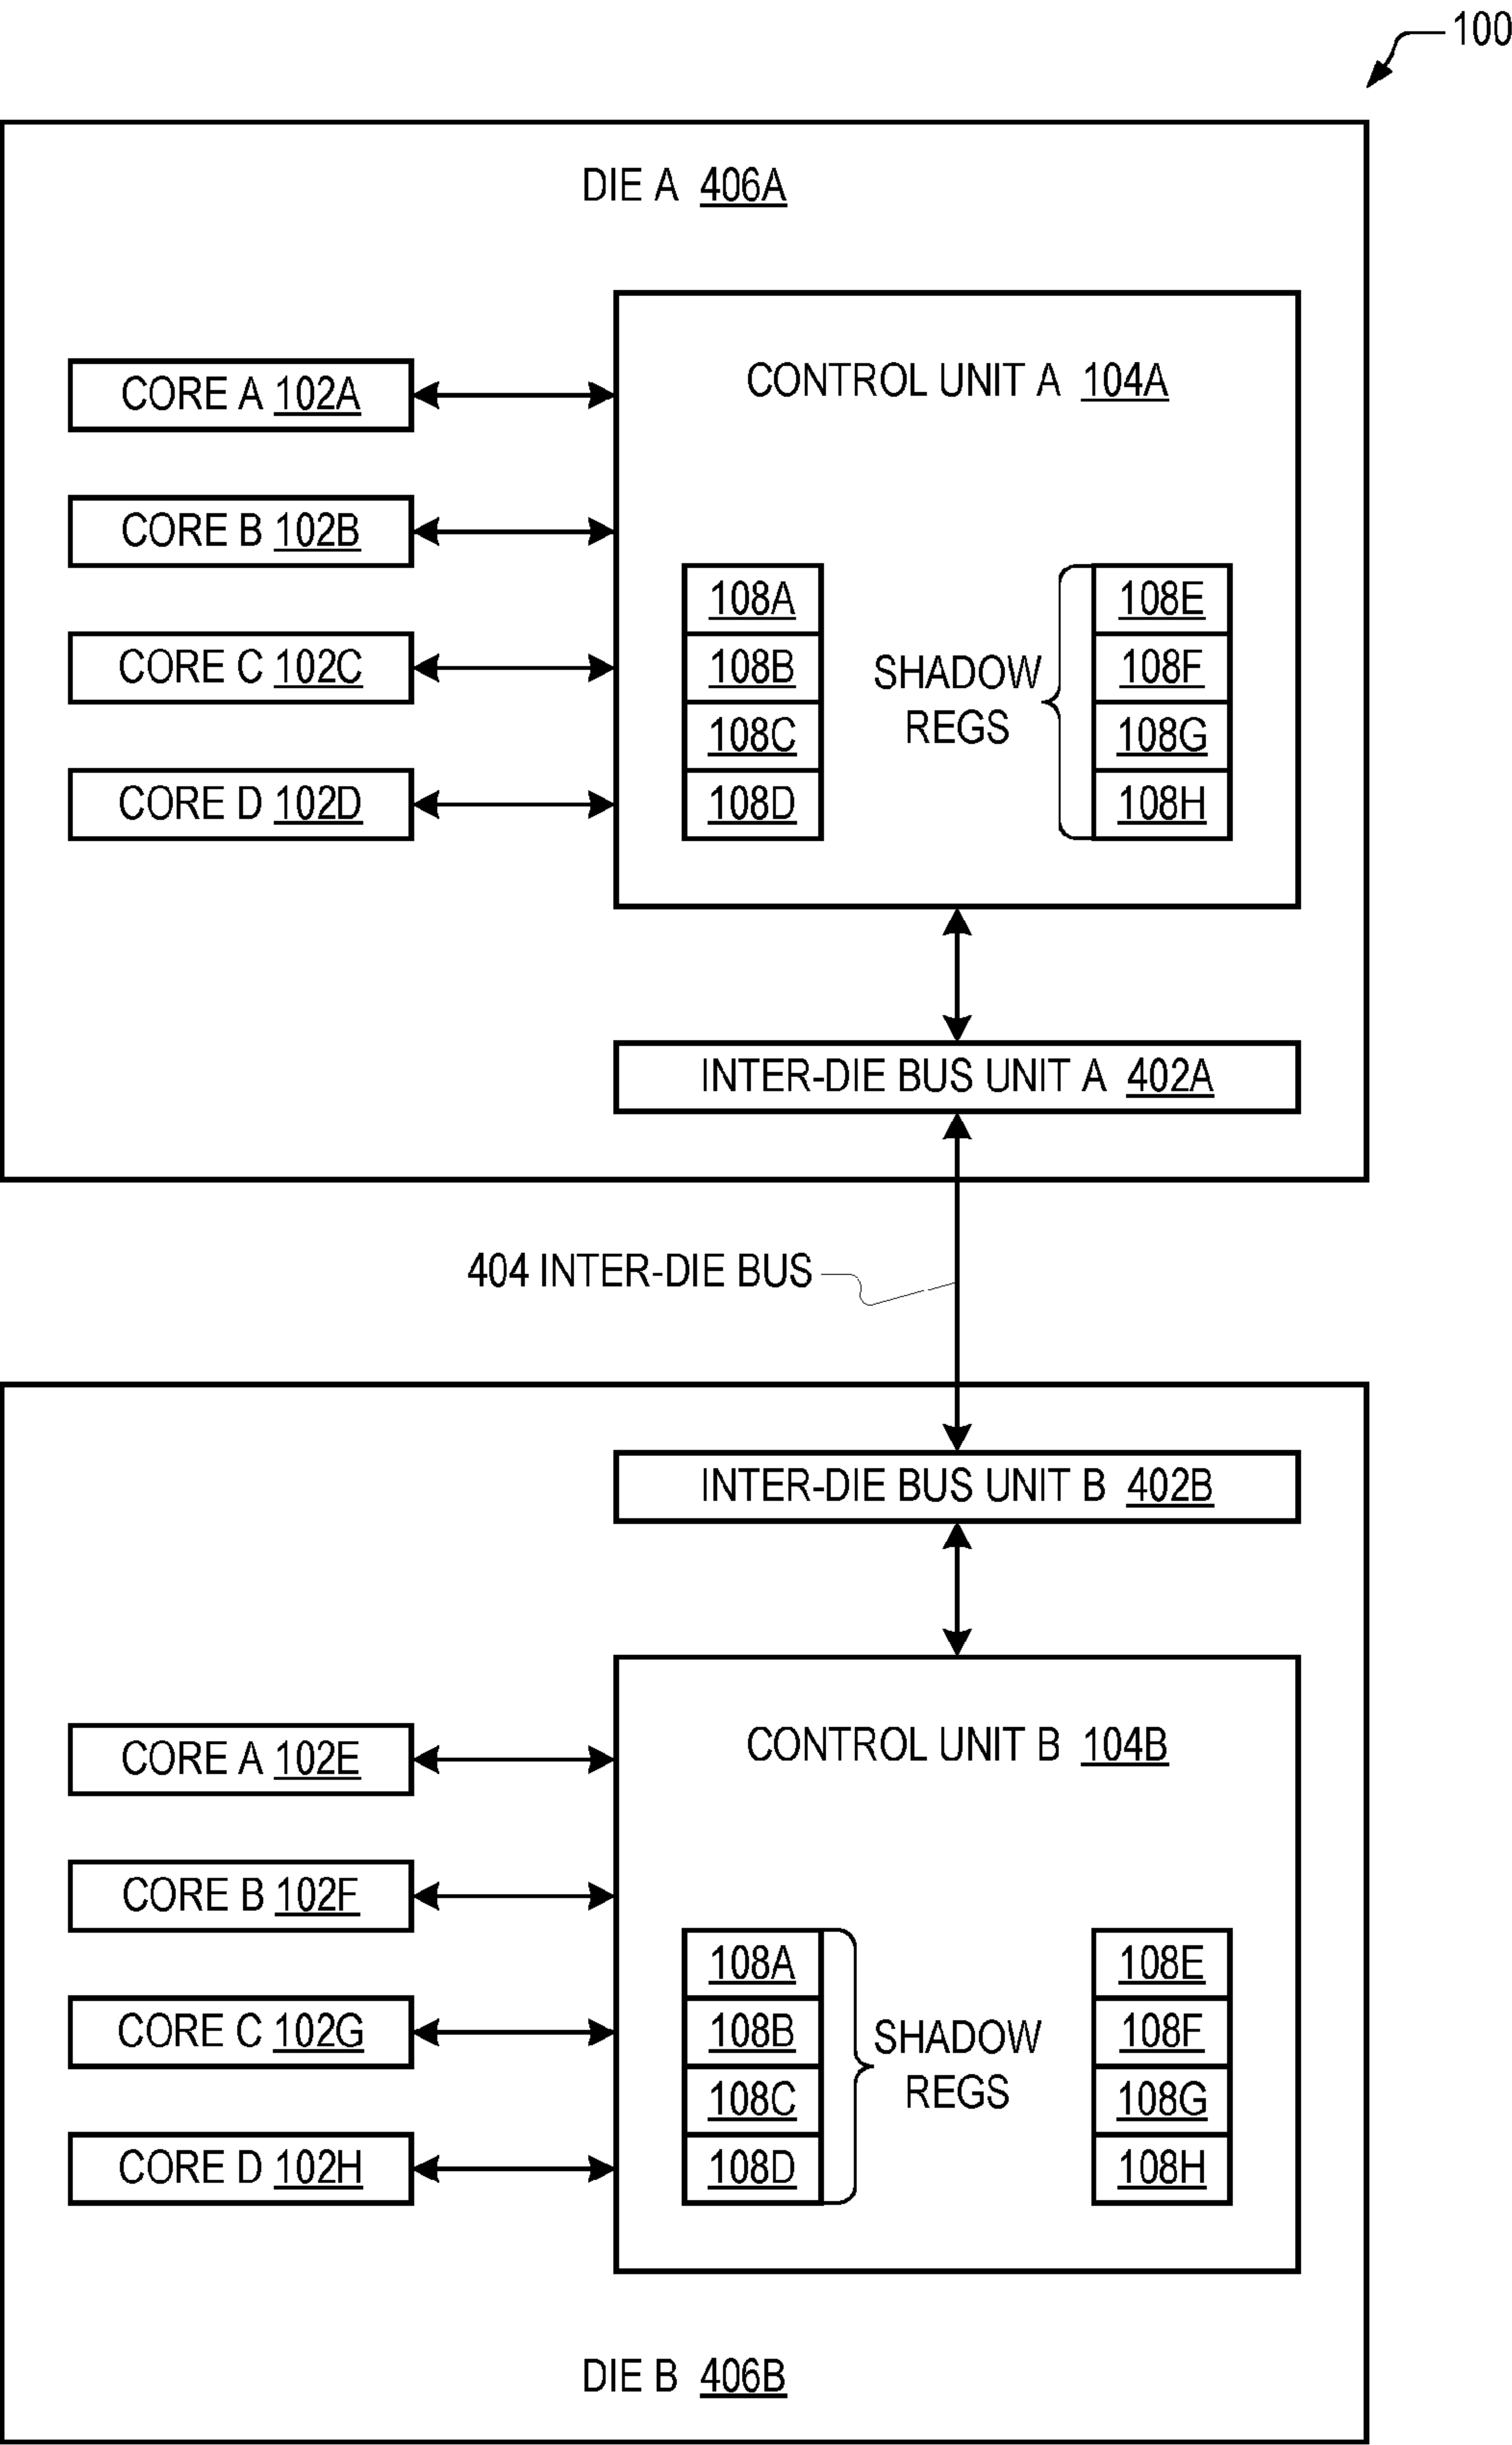 100
DIE A 406A
CONTROL UNIT A 104A
CORE A 102A
CORE B 102B
CORE C 102C
CORE D 102D
108A
108B
108C
108D
SHADOW
REGS
108E
108F
108G
108H
INTER-DIE BUS UNIT A 402A
404 INTER-DIE BUS
INTER-DIE BUS UNIT B 402B
CONTROL UNIT B 104B
CORE A 102E
CORE B 102F
CORE C 102G
CORE D 102H
108A
108B
108C
108D
SHADOW
REGS
108E
108F
108G
108H
DIE B 406B